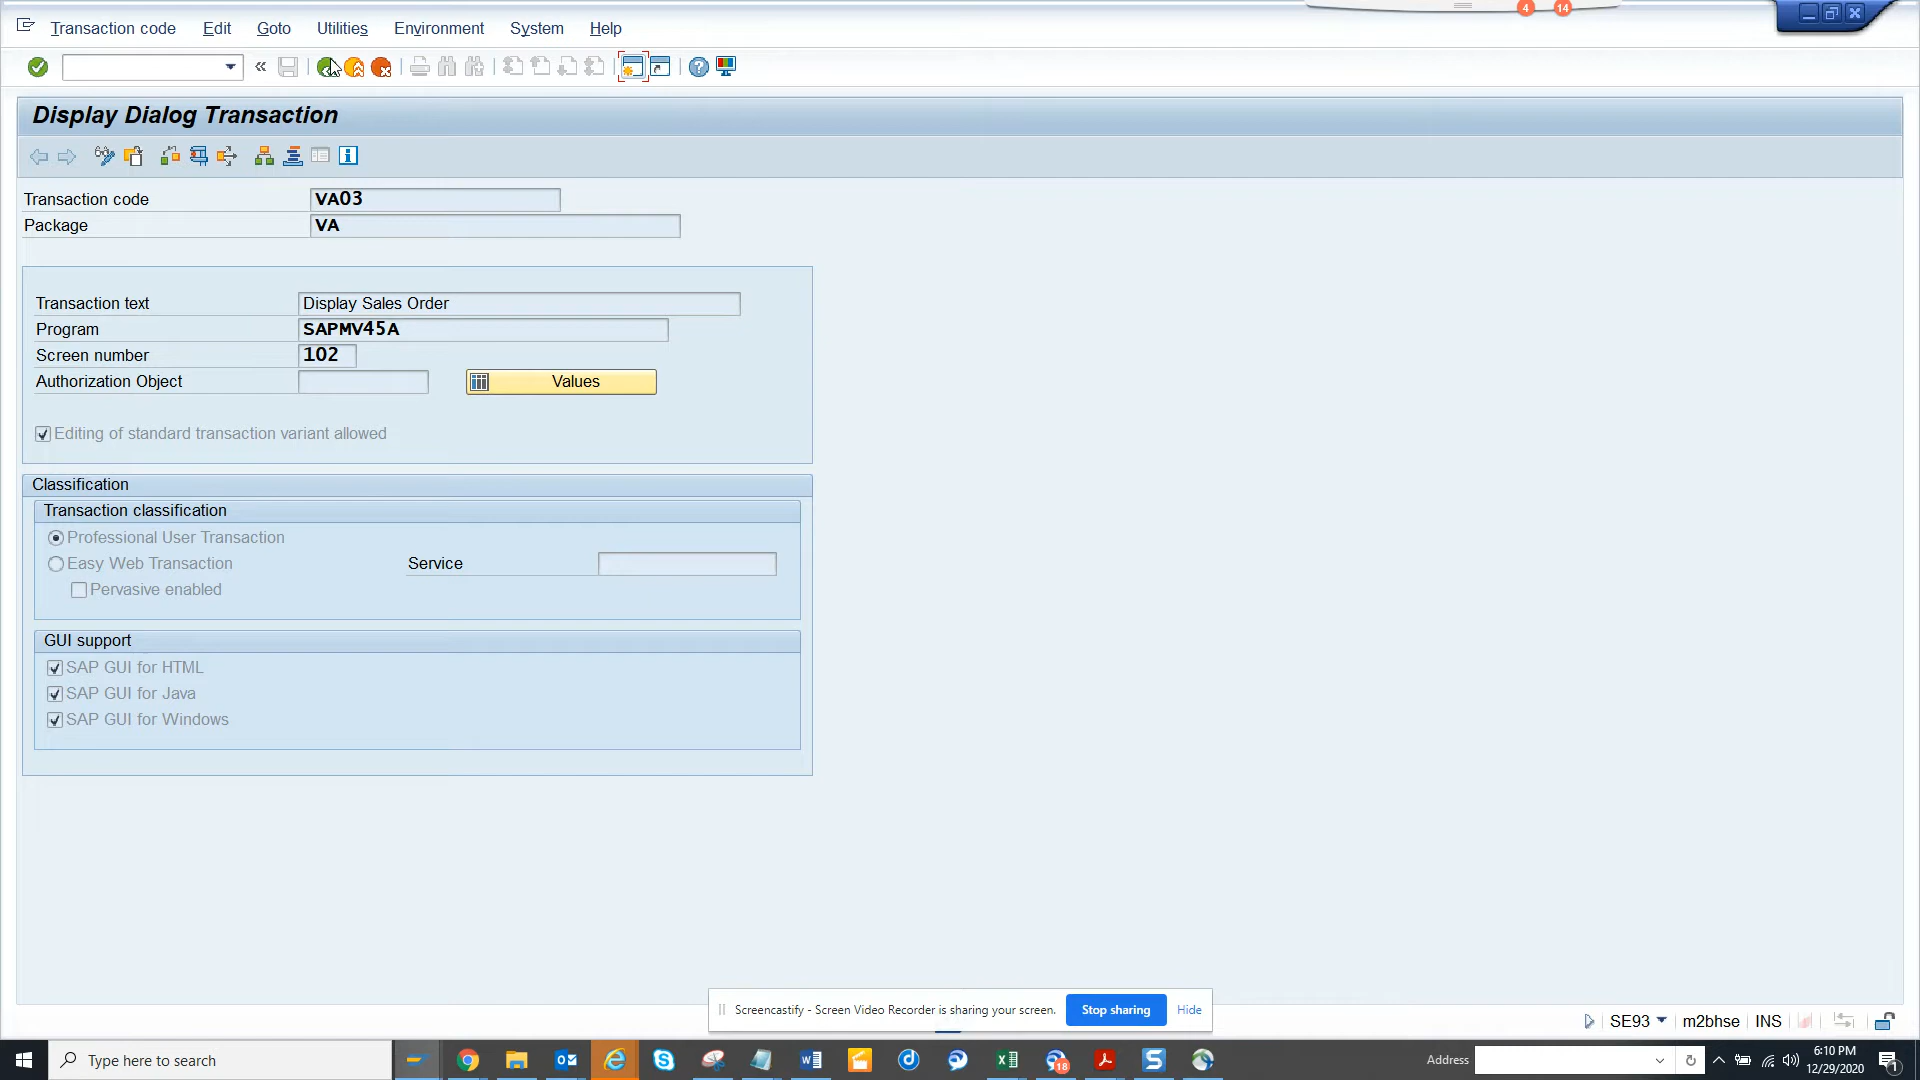 Transaction code Edit Goto Utilities Environment System Help
4 14
Display Dialog Transaction
Transaction code VA03
Package VA
Transaction text Display Sales Order
Program SAPMV45A
Screen number 102
Authorization Object Values
Editing of standard transaction variant allowed
Classification
Transaction classification
Professional User Transaction
Easy Web Transaction Service
Pervasive enabled
GUI support
SAP GUI for HTML
SAP GUI for Java
SAP GUI for Windows
Screencastify - Screen Video Recorder is sharing your screen. Stop sharing Hide
SE93 m2bhse INS
Type here to search
18
Address
6:10 PM
12/29/2020
1